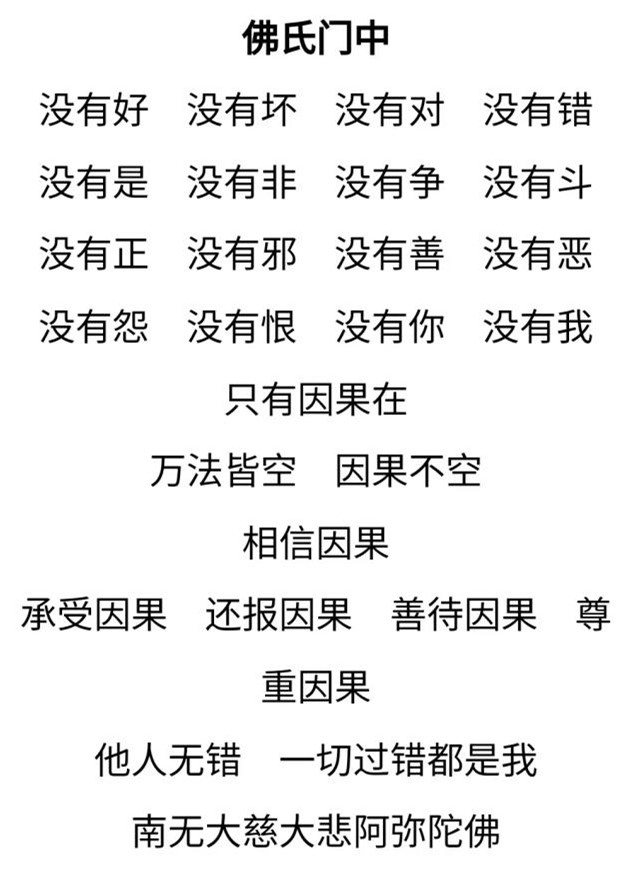 佛氏门中
没有好 没有坏 没有对 没有错
没有是 没有非 没有争 没有斗
没有正 没有邪 没有善 没有恶
没有怨 没有恨 没有你 没有我
只有因果在
万法皆空 因果不空
相信因果
承受因果 还报因果 善待因果 尊
重因果
他人无错 一切过错都是我
南无大慈大悲阿弥陀佛